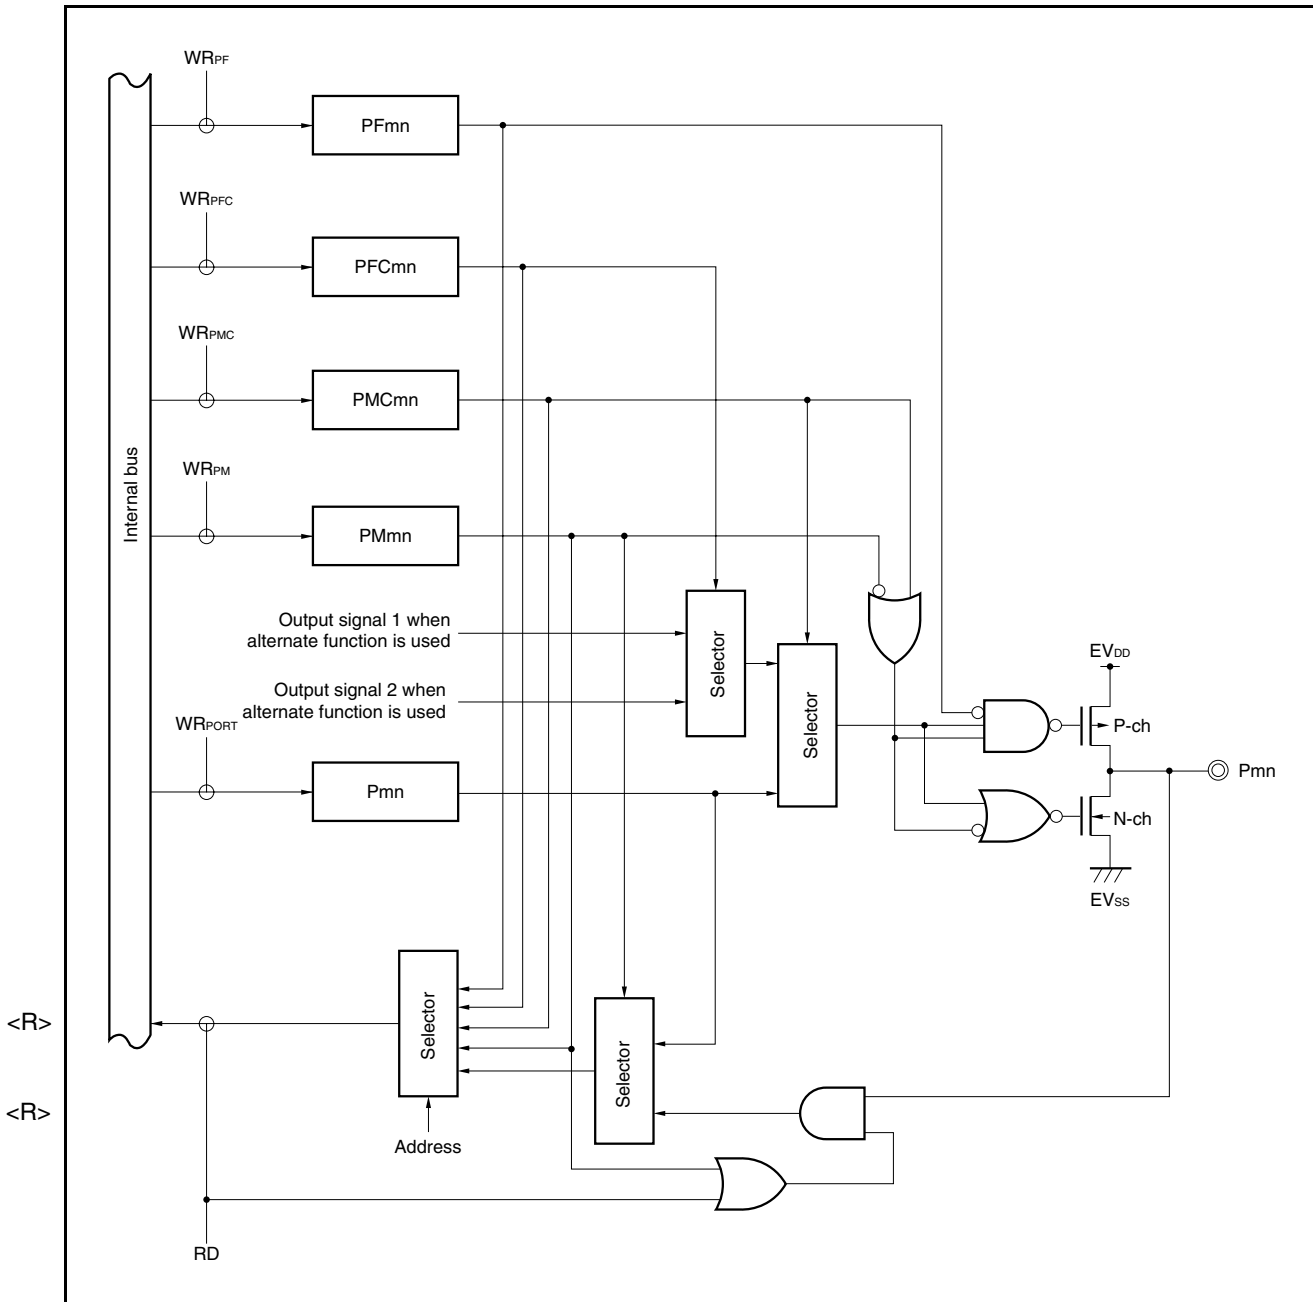 WRPF
PFmn
WRPFC
PFCmn
WRPMC
PMCmn
WRPM
Internal bus
PMmn
Output signal 1 when
alternate function is used
Output signal 2 when
alternate function is used
Selector
Selector
EVDD
P-ch
WRPORT
Pmn
Pmn
N-ch
EVSS
Selector
Selector
<R>
<R>
Address
RD